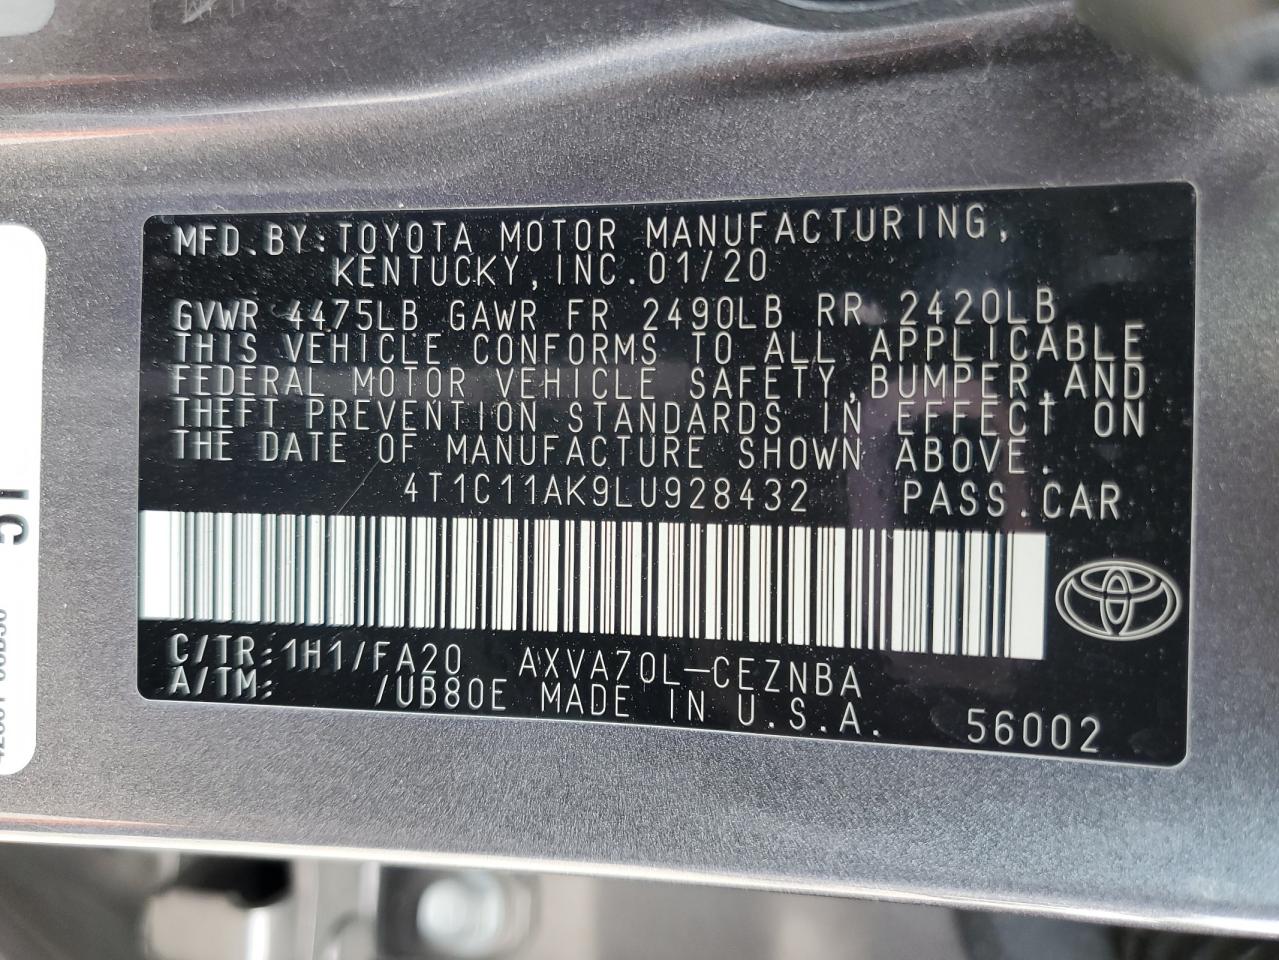 MFD.BY:TOYOTA MOTOR MANUFACTURING,
KENTUCKY,INC.01/20
GVWR 4475LB GAWR FR 2490LB RR 2420LB
THIS VEHICLE CONFORMS TO ALL APPLICABLE
FEDERAL MOTOR VEHICLE SAFETY,BUMPER,AND
THEFT PREVENTION STANDARDS IN EFFECT ON
THE DATE OF MANUFACTURE SHOWN ABOVE.
4T1C11AK9LU928432 PASS.CAR
C/TR:1H1/FA20 AXVA70L-CEZNBA
A/TM: /UB80E MADE IN U.S.A. 56002